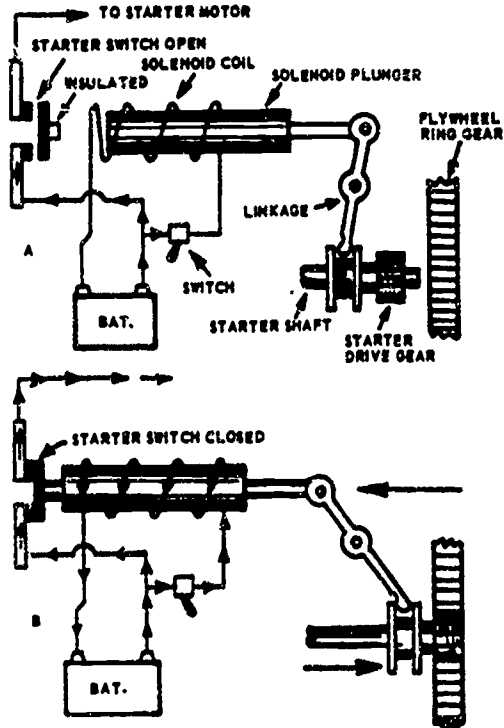 TO STARTER MOTOR
STARTER SWITCH OPEN
INSULATED
SOLENOID COIL
SOLENOID PLUNGER
FLYWHEEL
RING GEAR
LINKAGE
A
SWITCH
BAT.
STARTER SHAFT
STARTER
DRIVE GEAR
STARTER SWITCH CLOSED
B
BAT.